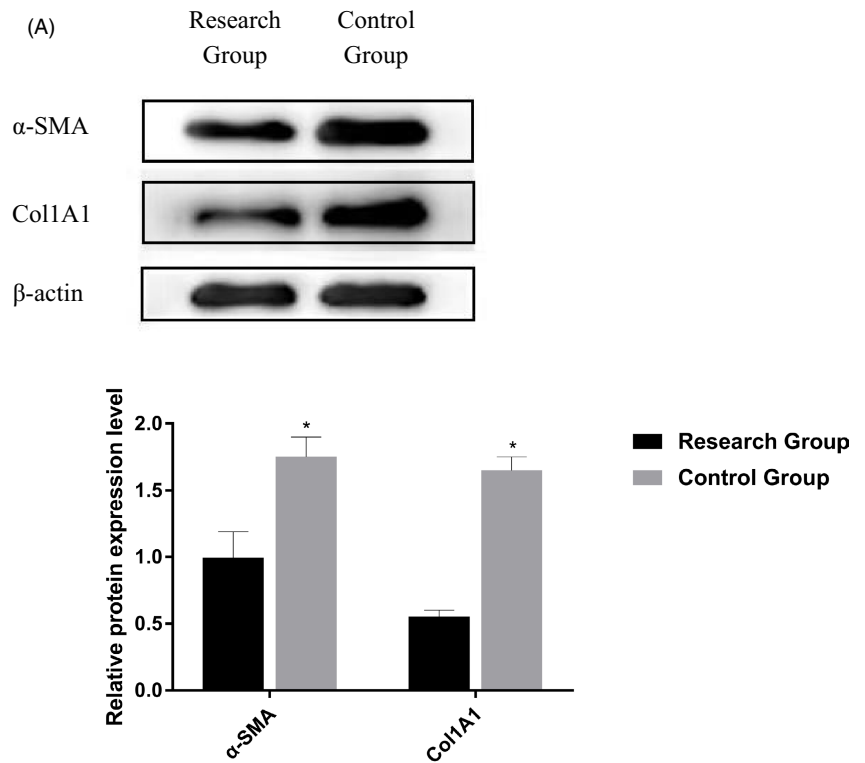 (A)
Research Group
Control Group
α-SMA
Col1A1
β-actin
Relative protein expression level
2.0
1.5
1.0
0.5
0.0
*
*
α-SMA
Col1A1
Research Group
Control Group